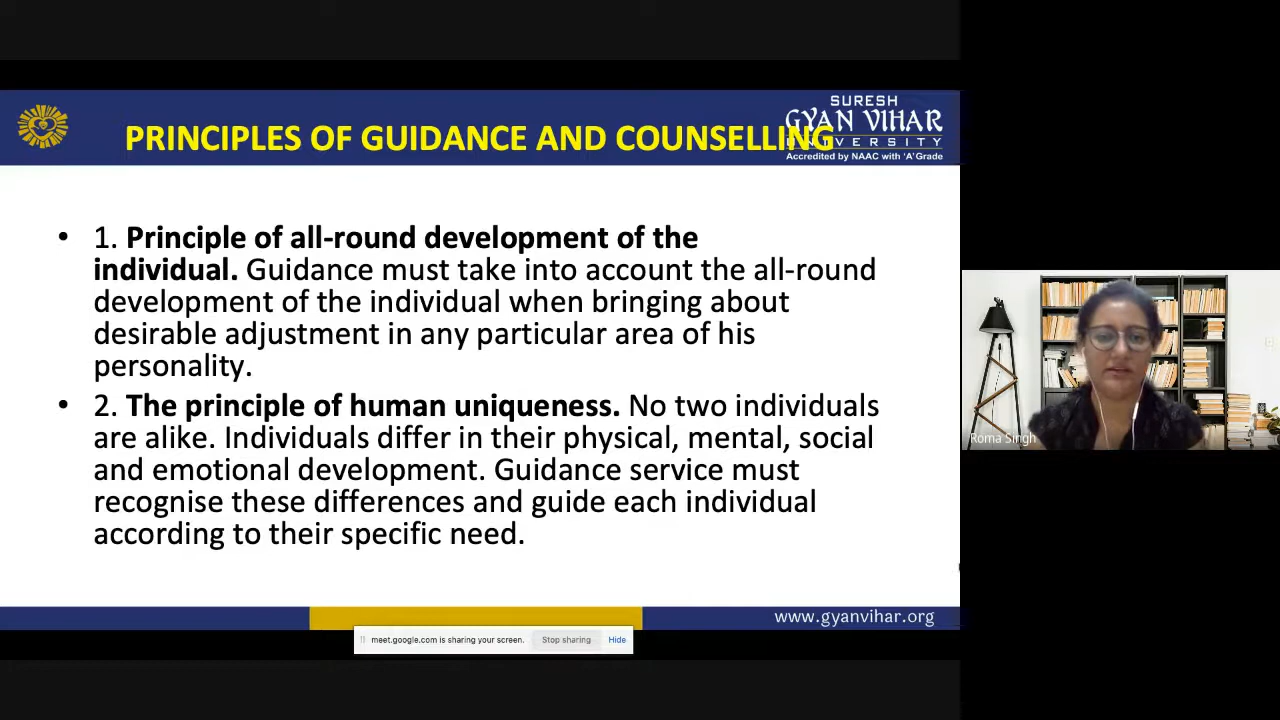 SURESH
GYAN VIHAR
UNIVERSITY
Accredited by NAAC with 'A' Grade
PRINCIPLES OF GUIDANCE AND COUNSELLING
• 1. Principle of all-round development of the
individual. Guidance must take into account the all-round
development of the individual when bringing about
desirable adjustment in any particular area of his
personality.
• 2. The principle of human uniqueness. No two individuals
are alike. Individuals differ in their physical, mental, social
and emotional development. Guidance service must
recognise these differences and guide each individual
according to their specific need.
Roma Singh
www.gyanvihar.org
meet.google.com is sharing your screen. Stop sharing Hide